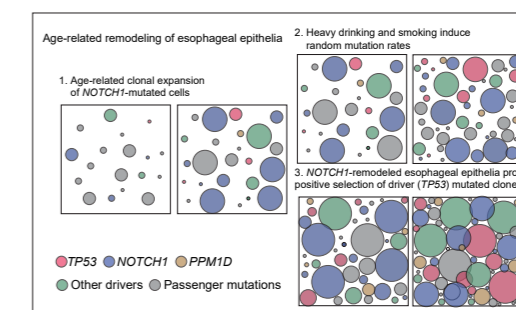 Age-related remodeling of esophageal epithelia
1. Age-related clonal expansion
of NOTCH1-mutated cells
2. Heavy drinking and smoking induce
random mutation rates
3. NOTCH1-remodeled esophageal epithelia
positive selection of driver (TP53) mutated
TP53 NOTCH1 PPM1D
Other drivers Passenger mutations